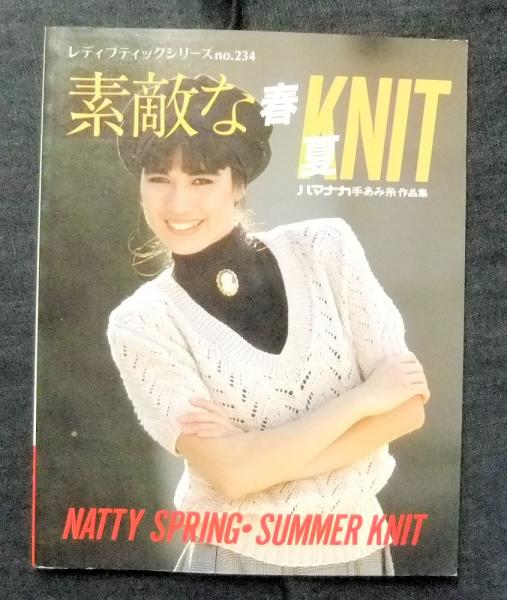 レディブティックシリーズno.234
素敵な春夏KNIT
ハマナカ手あみ糸作品集
NATTY SPRING・SUMMER KNIT